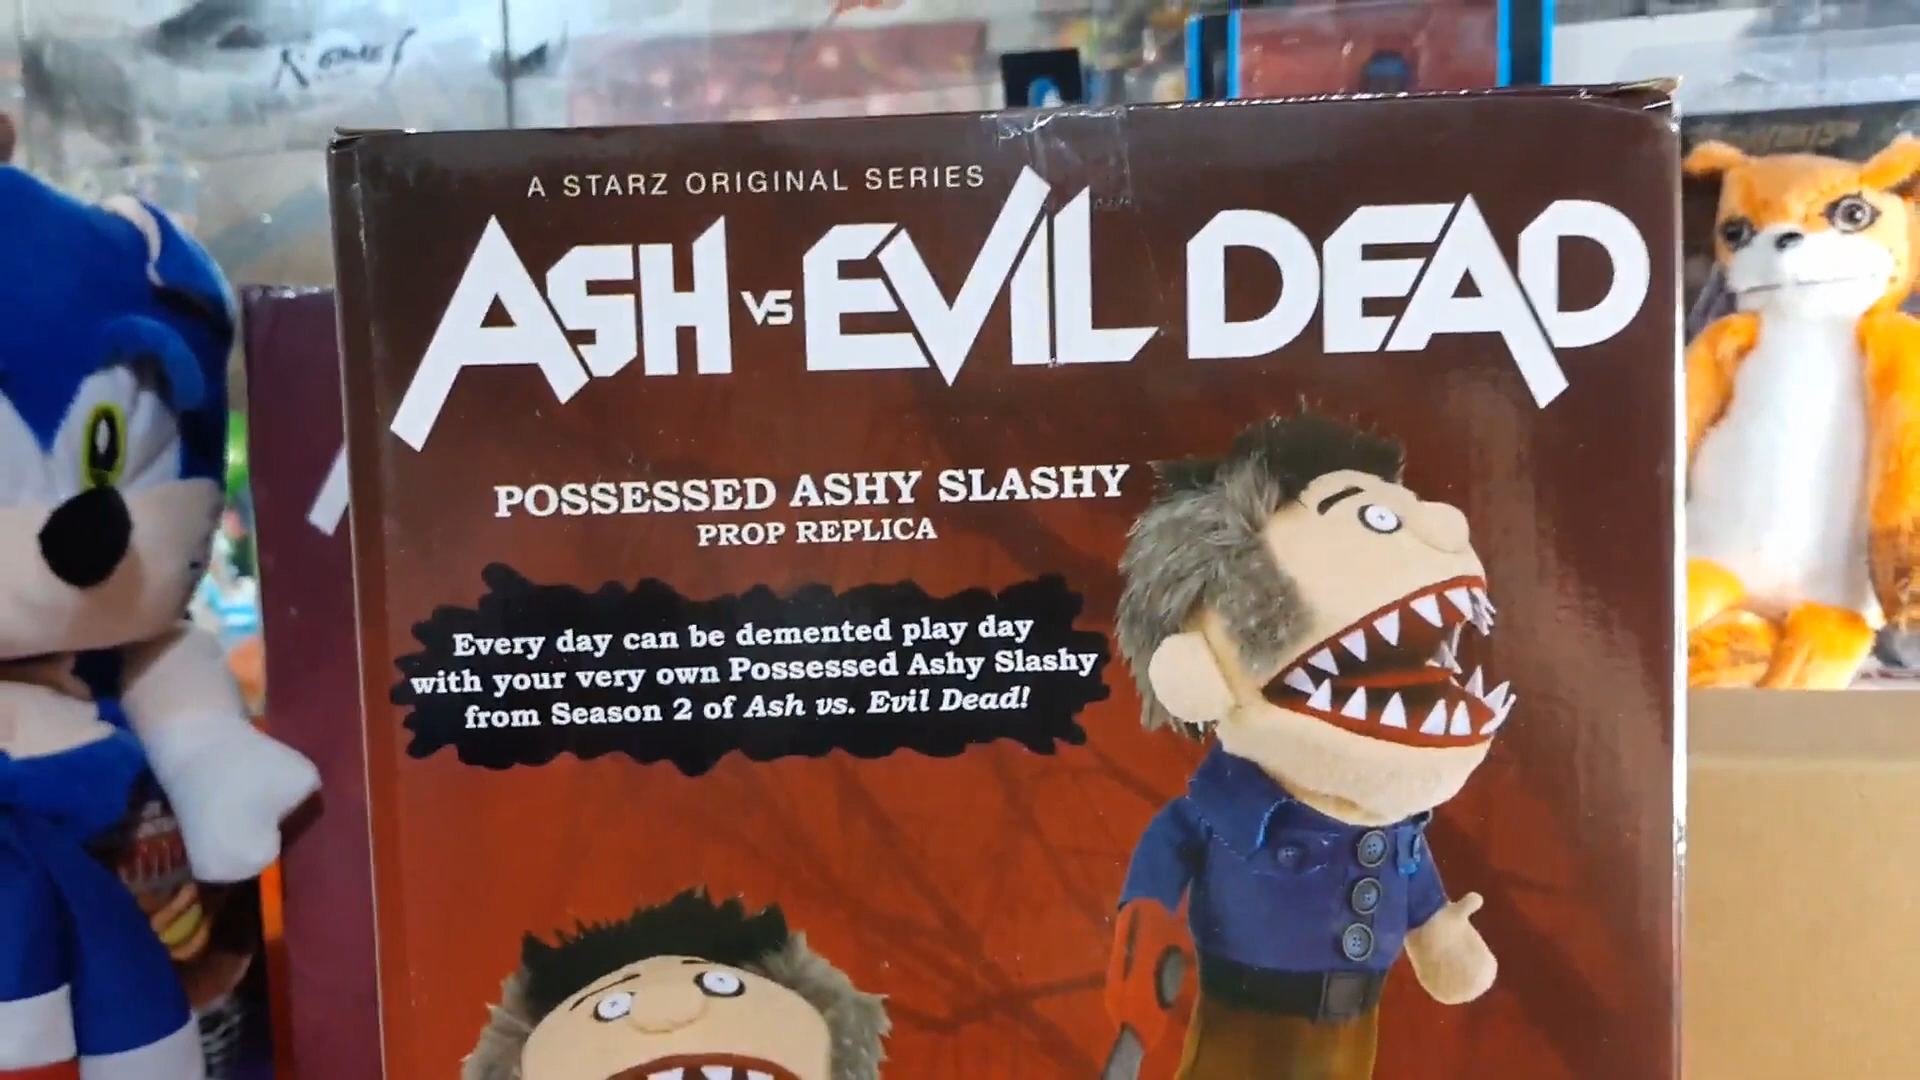 A STARZ ORIGINAL SERIES
ASH VS EVIL DEAD
POSSESSED ASHY SLASHY
PROP REPLICA
Every day can be demented play day
with your very own Possessed Ashy Slashy
from Season 2 of Ash vs. Evil Dead!